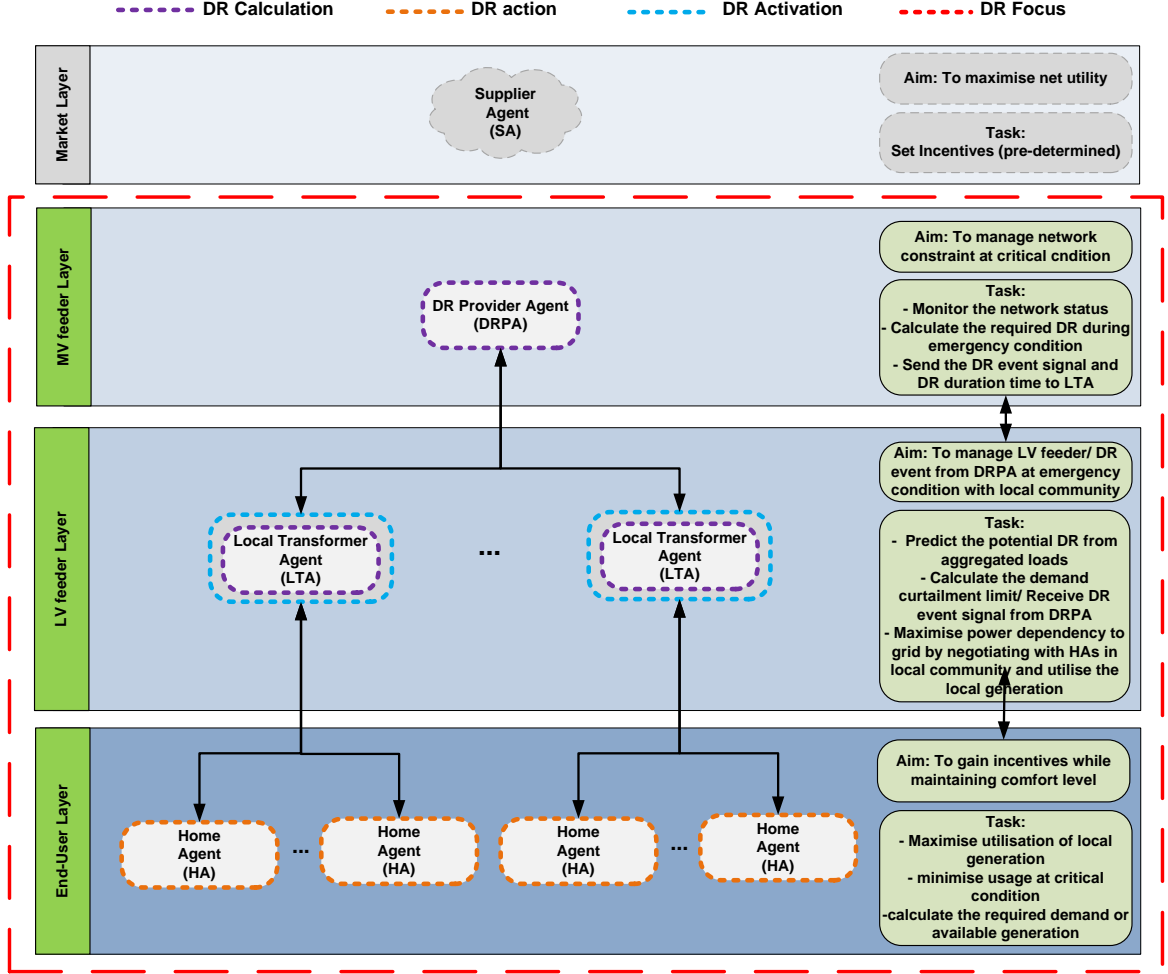 DR Calculation
DR action
DR Activation
DR Focus
Market Layer
Supplier
Agent
(SA)
Aim: To maximise net utility
Task:
Set Incentives (pre-determined)
MV feeder Layer
DR Provider Agent
(DRPA)
Aim: To manage network
constraint at critical cndition
Task:
- Monitor the network status
- Calculate the required DR during
emergency condition
- Send the DR event signal and
DR duration time to LTA
LV feeder Layer
Local Transformer
Agent
(LTA)
...
Local Transformer
Agent
(LTA)
Aim: To manage LV feeder/ DR
event from DRPA at emergency
condition with local community
Task:
- Predict the potential DR from
aggregated loads
- Calculate the demand
curtailment limit/ Receive DR
event signal from DRPA
- Maximise power dependency to
grid by negotiating with HAs in
local community and utilise the
local generation
End-User Layer
Home
Agent
(HA)
...
Home
Agent
(HA)
Home
Agent
(HA)
...
Home
Agent
(HA)
Aim: To gain incentives while
maintaining comfort level
Task:
- Maximise utilisation of local
generation
- minimise usage at critical
condition
-calculate the required demand or
available generation